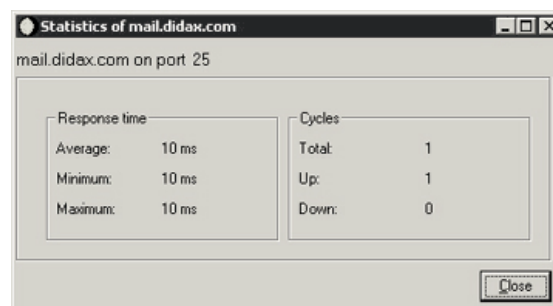 Statistics of mail.didax.com
mail.didax.com on port 25
Response time
Average: 10 ms
Minimum: 10 ms
Maximum: 10 ms
Cycles
Total: 1
Up: 1
Down: 0
Close